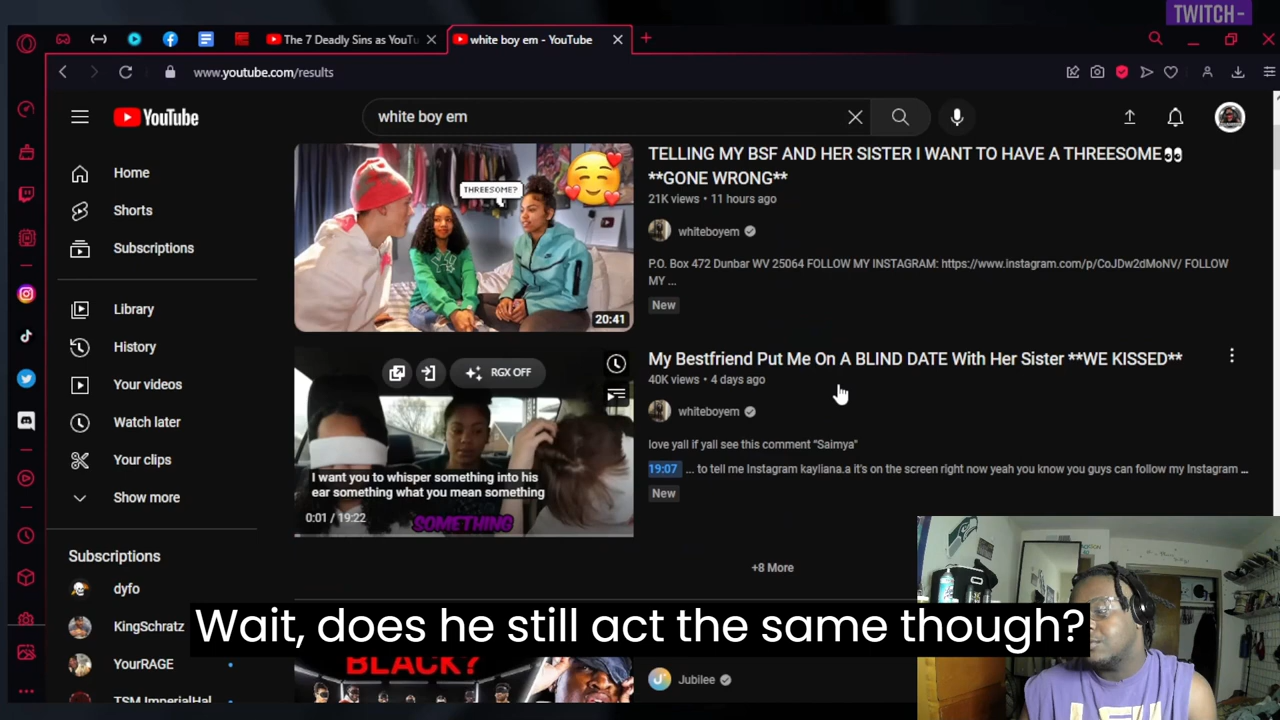 TWITCH-
The 7 Deadly Sins as YouTu
white boy em - YouTube
www.youtube.com/results
YouTube
white boy em
Home
Shorts
Subscriptions
Library
History
Your videos
Watch later
Your clips
Show more
Subscriptions
dyfo
KingSchratz
YourRAGE
TSM ImperialHal
THREESOME?
20:41
TELLING MY BSF AND HER SISTER I WANT TO HAVE A THREESOME👀
**GONE WRONG**
21K views • 11 hours ago
whiteboyem
P.O. Box 472 Dunbar WV 25064 FOLLOW MY INSTAGRAM: https://www.instagram.com/p/CoJDw2dMoNV/ FOLLOW
MY ...
New
RGX OFF
I want you to whisper something into his
ear something what you mean something
0:01 / 19:22
SOMETHING
My Bestfriend Put Me On A BLIND DATE With Her Sister **WE KISSED**
40K views • 4 days ago
whiteboyem
love yall if yall see this comment “Saimya”
19:07 ... to tell me Instagram kayliana.a it's on the screen right now yeah you know you guys can follow my Instagram ...
New
+8 More
Wait, does he still act the same though?
BLACK?
Jubilee